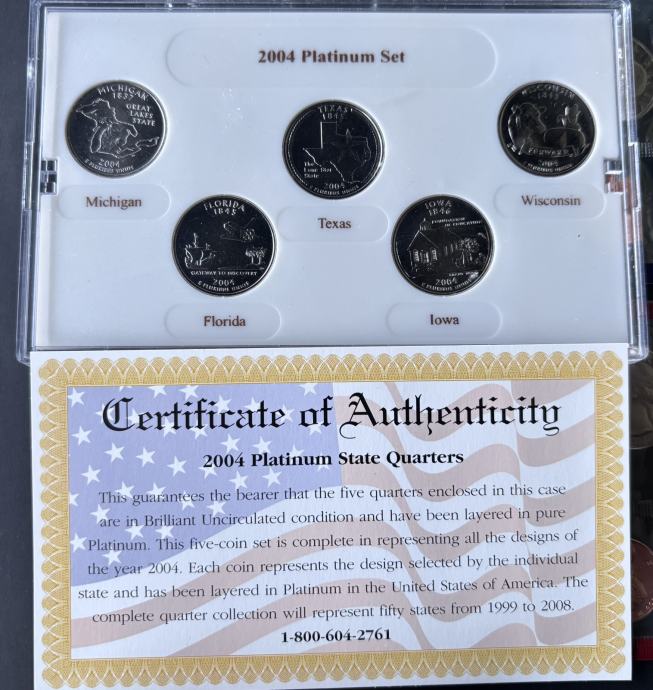 2004 Platinum Set
MICHIGAN
1837
GREAT
LAKES
STATE
2004
E PLURIBUS UNUM
Michigan
TEXAS
1845
The
Lone Star
State
2004
E PLURIBUS UNUM
Texas
WISCONSIN
1848
FORWARD
2004
E PLURIBUS UNUM
Wisconsin
FLORIDA
1845
GATEWAY TO DISCOVERY
2004
E PLURIBUS UNUM
Florida
IOWA
1846
FOUNDATION
IN EDUCATION
2004
E PLURIBUS UNUM
Iowa
Certificate of Authenticity
2004 Platinum State Quarters
This guarantees the bearer that the five quarters enclosed in this case
are in Brilliant Uncirculated condition and have been layered in pure
Platinum. This five-coin set is complete in representing all the designs of
the year 2004. Each coin represents the design selected by the individual
state and has been layered in Platinum in the United States of America. The
complete quarter collection will represent fifty states from 1999 to 2008.
1-800-604-2761